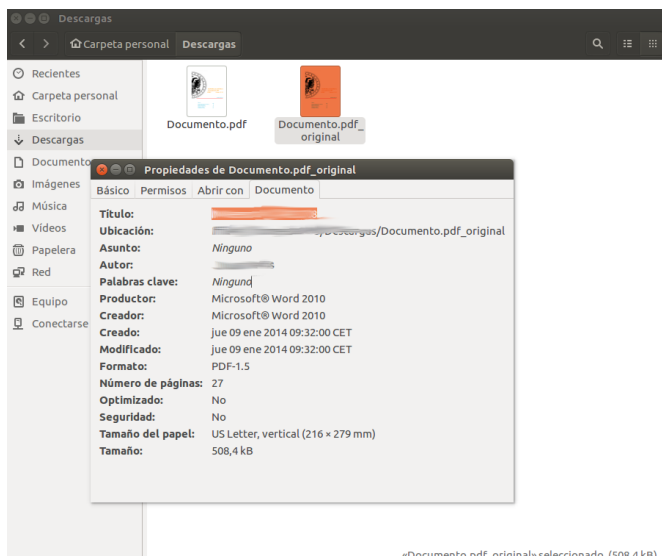 Descargas
Carpeta personal Descargas
Recientes
Carpeta personal
Escritorio
Descargas
Documento
Imágenes
Música
Vídeos
Papelera
Red
Equipo
Conectarse
Documento.pdf
Documento.pdf_
original
Propiedades de Documento.pdf_original
Básico Permisos Abrir con Documento
Título:
Ubicación: /Descargas/Documento.pdf_original
Asunto: Ninguno
Autor:
Palabras clave: Ninguno
Productor: Microsoft® Word 2010
Creador: Microsoft® Word 2010
Creado: jue 09 ene 2014 09:32:00 CET
Modificado: jue 09 ene 2014 09:32:00 CET
Formato: PDF-1.5
Número de páginas: 27
Optimizado: No
Seguridad: No
Tamaño del papel: US Letter, vertical (216 × 279 mm)
Tamaño: 508,4 kB
«Documento.pdf_original» seleccionado (508,4 kB)